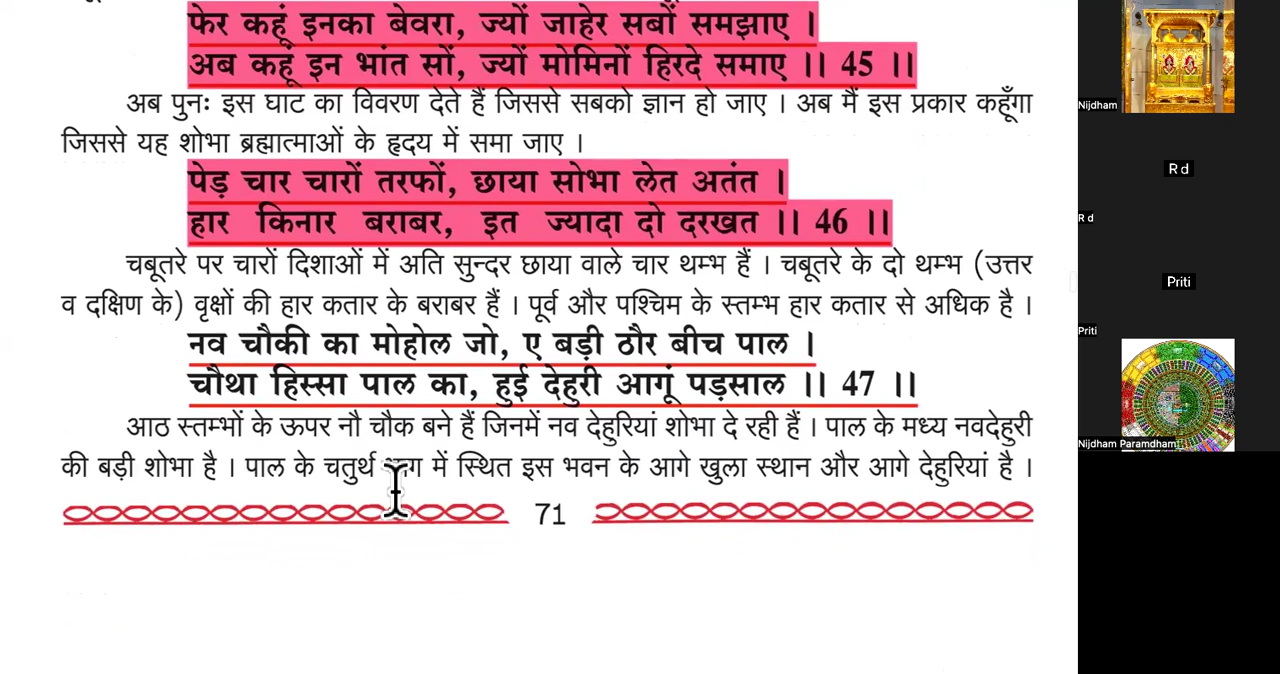 फेर कहूं इनका बेवरा, ज्यों जाहेर सबों समझाए ।
अब कहूं इन भांत सों, ज्यों मोमिनों हिरदे समाए ।। 45 ।।
अब पुनः इस घाट का विवरण देते हैं जिससे सबको ज्ञान हो जाए । अब मैं इस प्रकार कहूँगा
जिससे यह शोभा ब्रह्मात्माओं के हृदय में समा जाए ।
पेड़ चार चारों तरफों, छाया सोभा लेत अतंत ।
हार किनार बराबर, इत ज्यादा दो दरखत ।। 46 ।।
चबूतरे पर चारों दिशाओं में अति सुन्दर छाया वाले चार थम्भ हैं । चबूतरे के दो थम्भ (उत्तर
व दक्षिण के) वृक्षों की हार कतार के बराबर हैं । पूर्व और पश्चिम के स्तम्भ हार कतार से अधिक है ।
नव चौकी का मोहोल जो, ए बड़ी ठौर बीच पाल ।
चौथा हिस्सा पाल का, हुई देहुरी आगूं पड़साल ।। 47 ।।
आठ स्तम्भों के ऊपर नौ चौक बने हैं जिनमें नव देहुरियां शोभा दे रही हैं । पाल के मध्य नवदेहुरी
की बड़ी शोभा है । पाल के चतुर्थ में स्थित इस भवन के आगे खुला स्थान और आगे देहुरियां है ।
71
Nijdham
R d
R d
Priti
Priti
Nijdham Paramdham